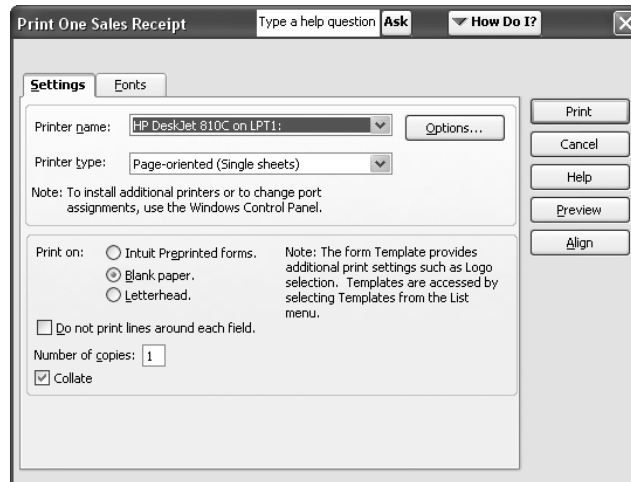 Print One Sales Receipt
Type a help question Ask
How Do I?
Settings
Fonts
Printer name: HP DeskJet 810C on LPT1:
Options...
Printer type: Page-oriented (Single sheets)
Note: To install additional printers or to change port
assignments, use the Windows Control Panel.
Print on:
Intuit Preprinted forms.
Blank paper.
Letterhead.
Note: The form Template provides
additional print settings such as Logo
selection. Templates are accessed by
selecting Templates from the List
menu.
Do not print lines around each field.
Number of copies: 1
Collate
Print
Cancel
Help
Preview
Align